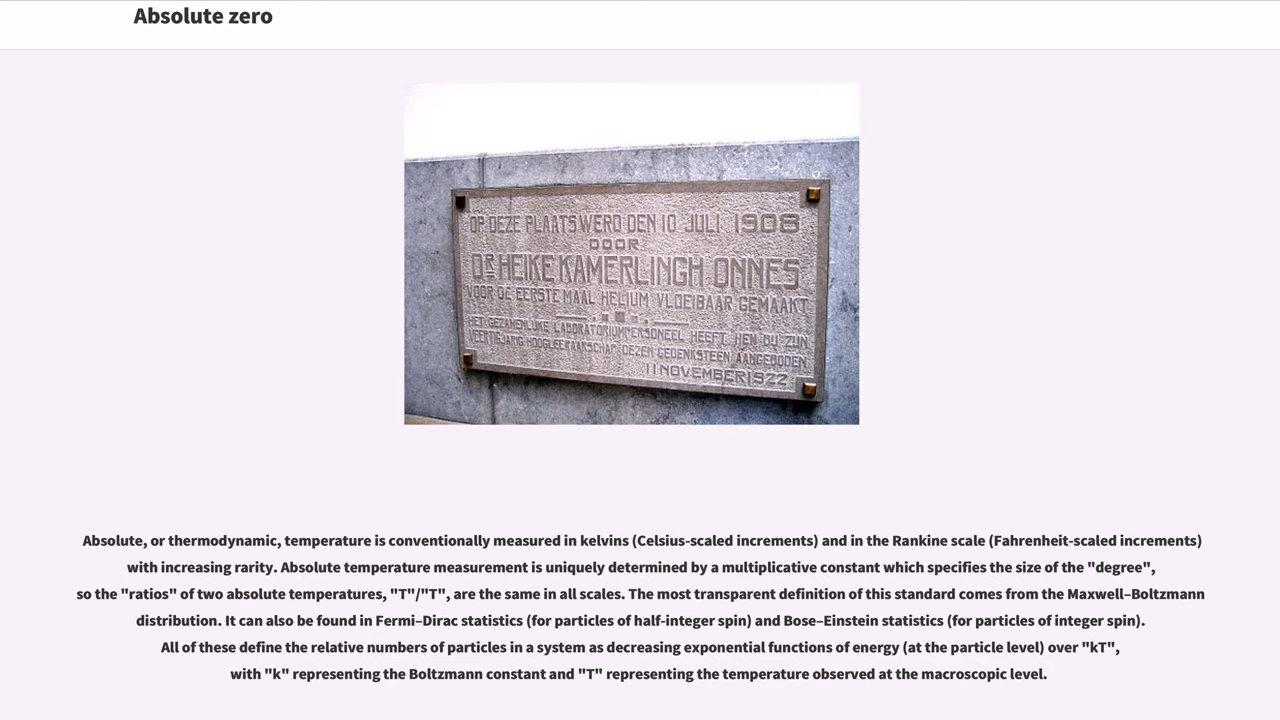 Absolute zero
OP DEZE PLAATS WERD DEN 10 JULI 1908
DOOR
DR HEIKE KAMERLINGH ONNES
VOOR DE EERSTE MAAL HELIUM VLOEIBAAR GEMAAKT
HET GEZAMENLIJKE LABORATORIUMPERSONEEL HEEFT HEM BIJ ZIJN
VEERTIGJARIG HOOGLEERAARSCHAP DEZEN GEDENKSTEEN AANGEBODEN
11 NOVEMBER 1922
Absolute, or thermodynamic, temperature is conventionally measured in kelvins (Celsius-scaled increments) and in the Rankine scale (Fahrenheit-scaled increments)
with increasing rarity. Absolute temperature measurement is uniquely determined by a multiplicative constant which specifies the size of the "degree",
so the "ratios" of two absolute temperatures, "T"/"T", are the same in all scales. The most transparent definition of this standard comes from the Maxwell–Boltzmann
distribution. It can also be found in Fermi–Dirac statistics (for particles of half-integer spin) and Bose–Einstein statistics (for particles of integer spin).
All of these define the relative numbers of particles in a system as decreasing exponential functions of energy (at the particle level) over "kT",
with "k" representing the Boltzmann constant and "T" representing the temperature observed at the macroscopic level.